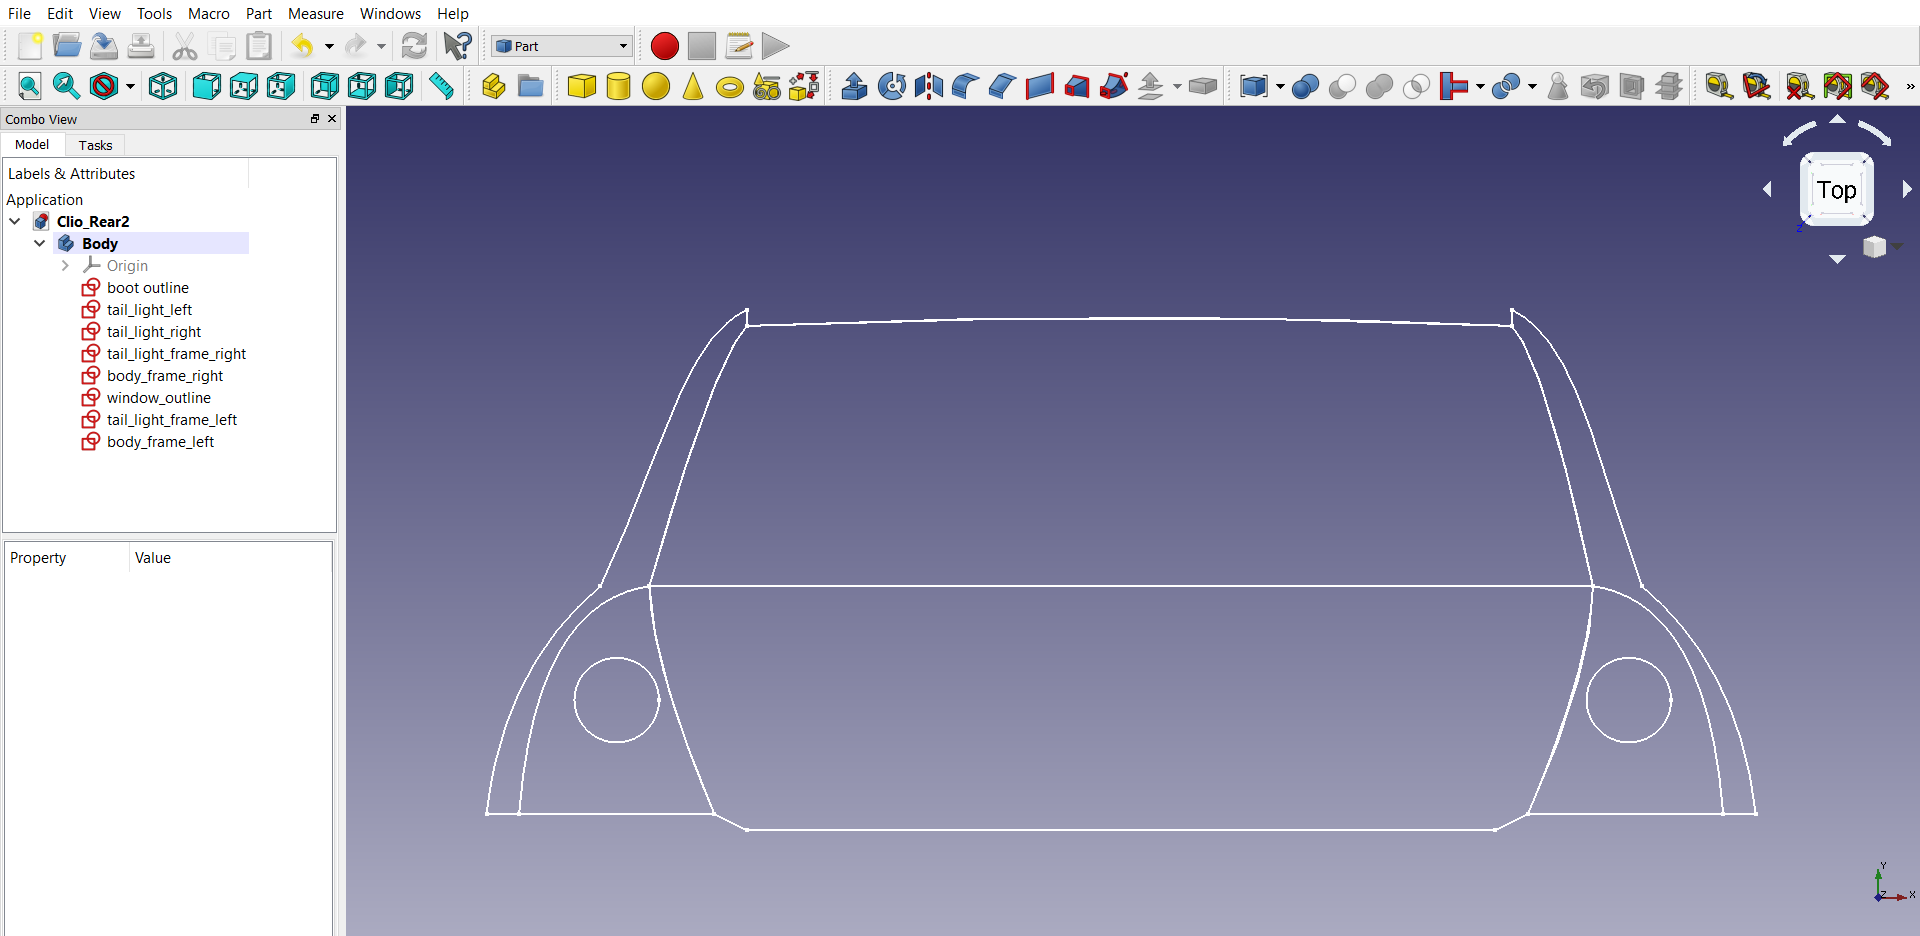 File Edit View Tools Macro Part Measure Windows Help
Part
»
Combo View
Model Tasks
Labels & Attributes
Application
Clio_Rear2
Body
Origin
boot outline
tail_light_left
tail_light_right
tail_light_frame_right
body_frame_right
window_outline
tail_light_frame_left
body_frame_left
Property Value
Top
Z
Y
Z X